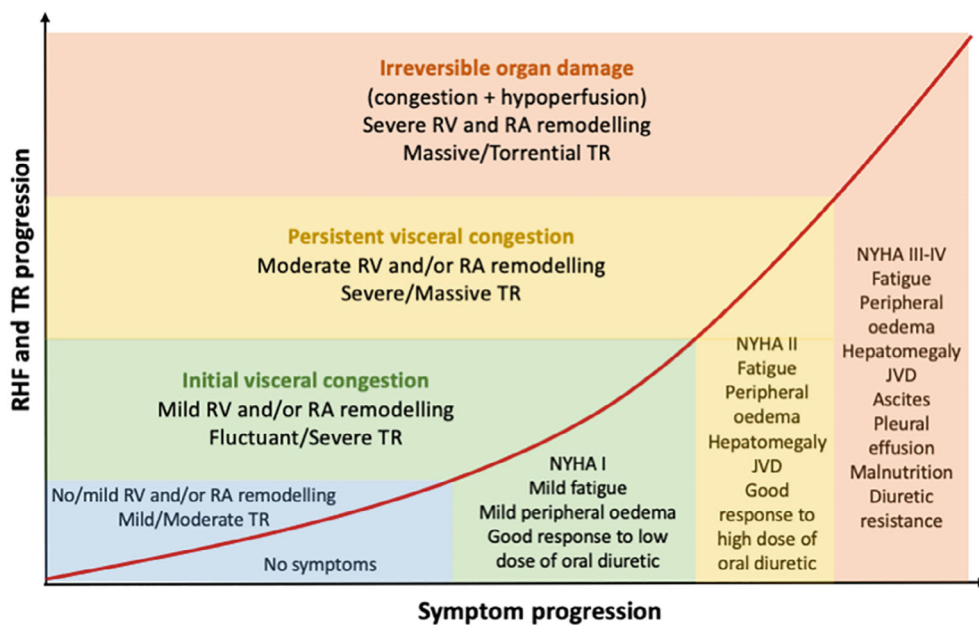 RHF and TR progression
Irreversible organ damage
(congestion + hypoperfusion)
Severe RV and RA remodelling
Massive/Torrential TR
Persistent visceral congestion
Moderate RV and/or RA remodelling
Severe/Massive TR
Initial visceral congestion
Mild RV and/or RA remodelling
Fluctuant/Severe TR
No/mild RV and/or RA remodelling
Mild/Moderate TR
No symptoms
NYHA I
Mild fatigue
Mild peripheral oedema
Good response to low
dose of oral diuretic
NYHA II
Fatigue
Peripheral
oedema
Hepatomegaly
JVD
Good
response to
high dose of
oral diuretic
NYHA III-IV
Fatigue
Peripheral
oedema
Hepatomegaly
JVD
Ascites
Pleural
effusion
Malnutrition
Diuretic
resistance
Symptom progression